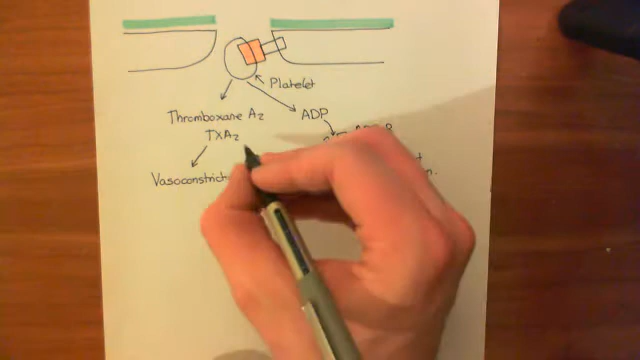 Platelet
Thromboxane A2
ADP
TXA2
Vasoconstrict